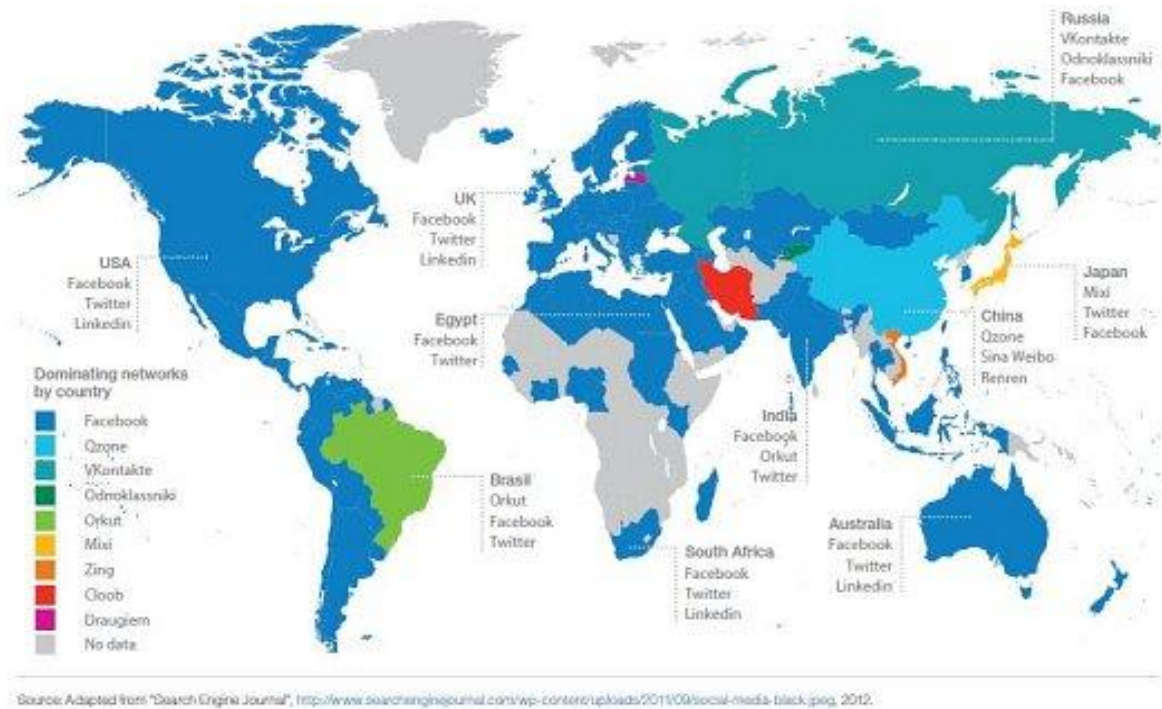 Russia
VKontakte
Odnoklassniki
Facebook
UK
Facebook
Twitter
Linkedin
USA
Facebook
Twitter
Linkedin
Egypt
Facebook
Twitter
Japan
Mixi
Twitter
Facebook
China
Qzone
Sina Weibo
Renren
India
Facebook
Orkut
Twitter
Brasil
Orkut
Facebook
Twitter
South Africa
Facebook
Twitter
Linkedin
Australia
Facebook
Twitter
Linkedin
Dominating networks
by country
Facebook
Qzone
VKontakte
Odnoklassniki
Orkut
Mixi
Zing
Cloob
Draugiem
No data
Source: Adapted from "Search Engine Journal", http://www.searchenginejournal.com/wp-content/uploads/2011/09/social-media-black.jpeg, 2012.